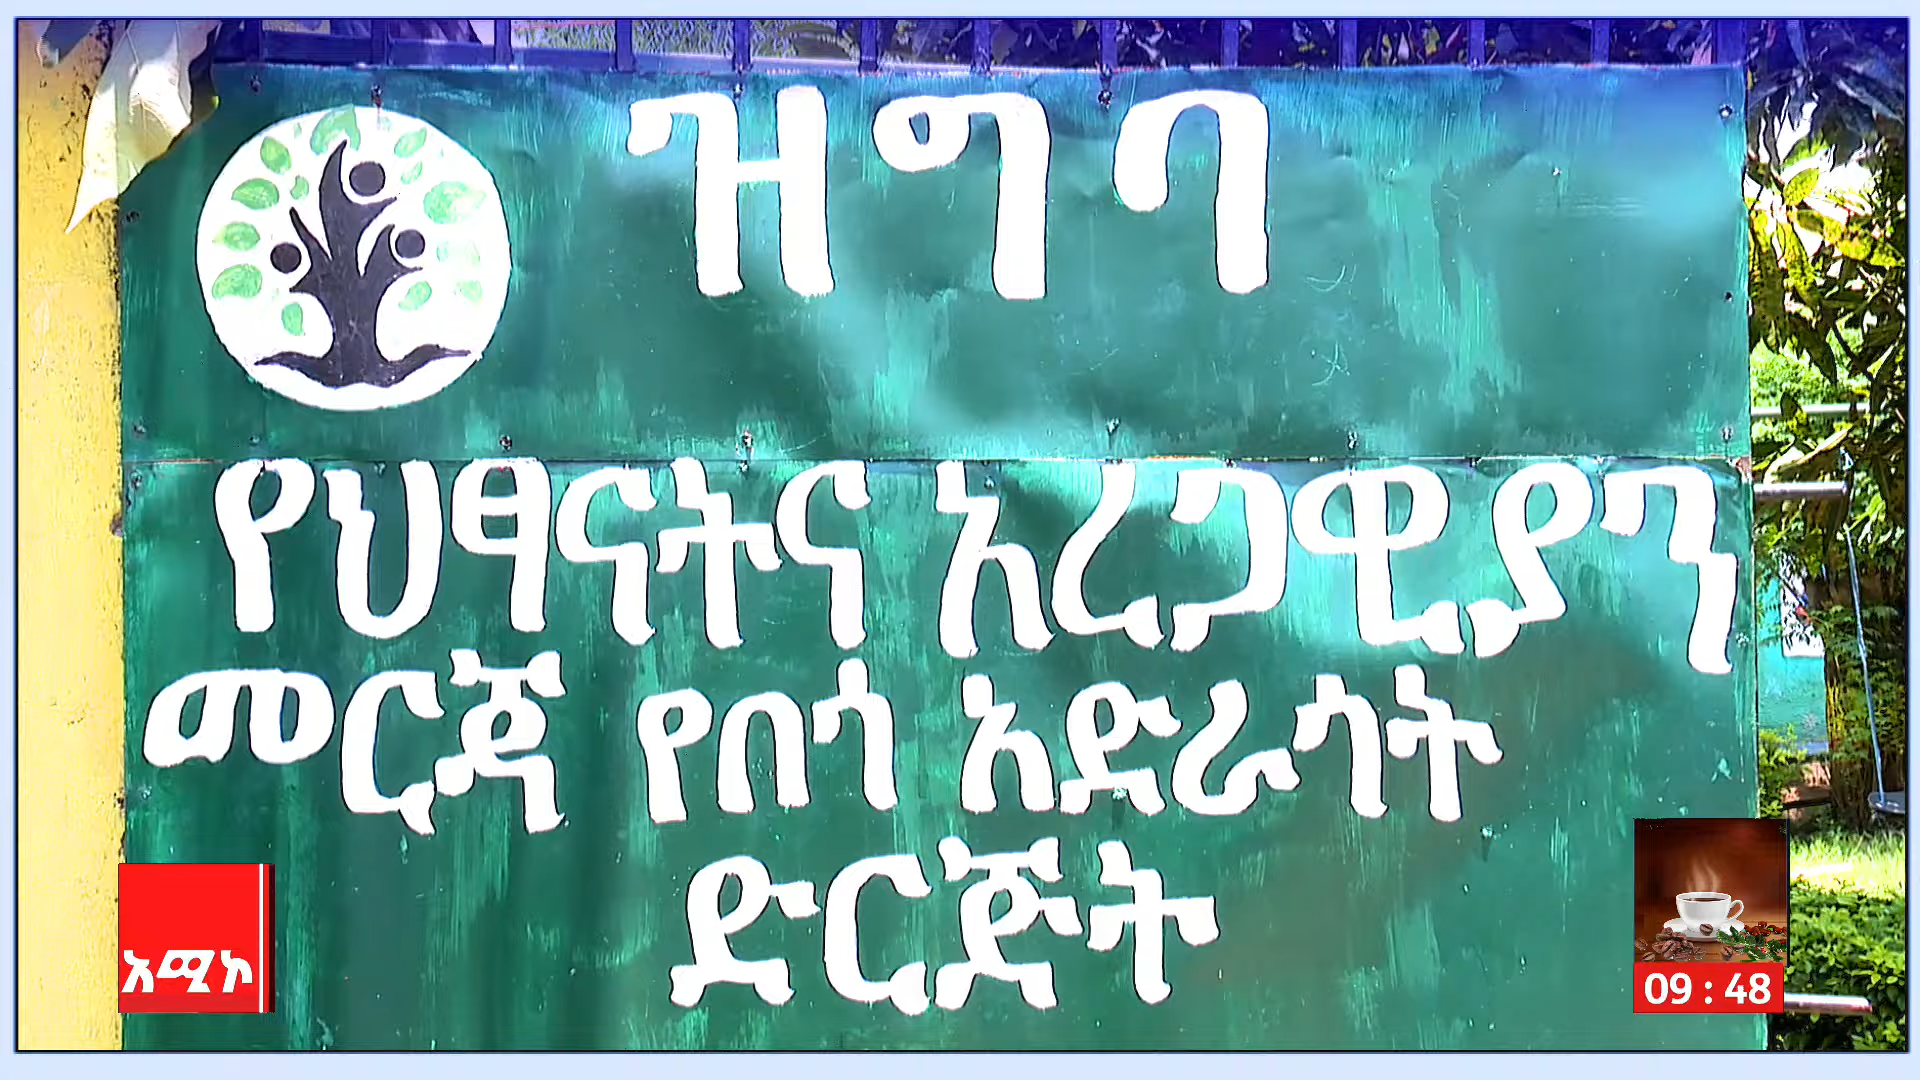 ዝግባ
የህፃናትና አረጋዊያን
መርጃ የበጎ አድራጎት
ድርጅት
አሚኮ
09 : 48